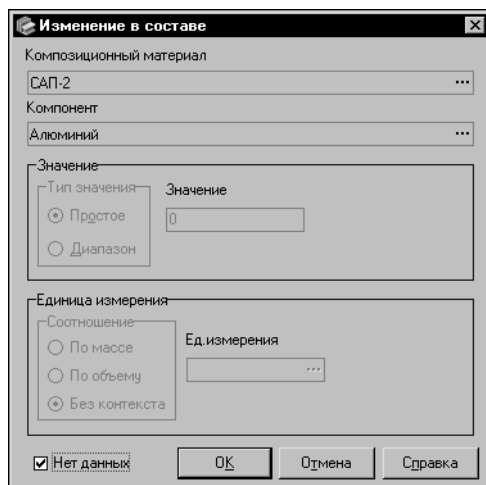 Изменение в составе
Композиционный материал
САП-2
Компонент
Алюминий
Значение
Тип значения
Значение
Простое
0
Диапазон
Единица измерения
Соотношение
По массе
Ед.измерения
По объему
Без контекста
Нет данных
OK
Отмена
Справка